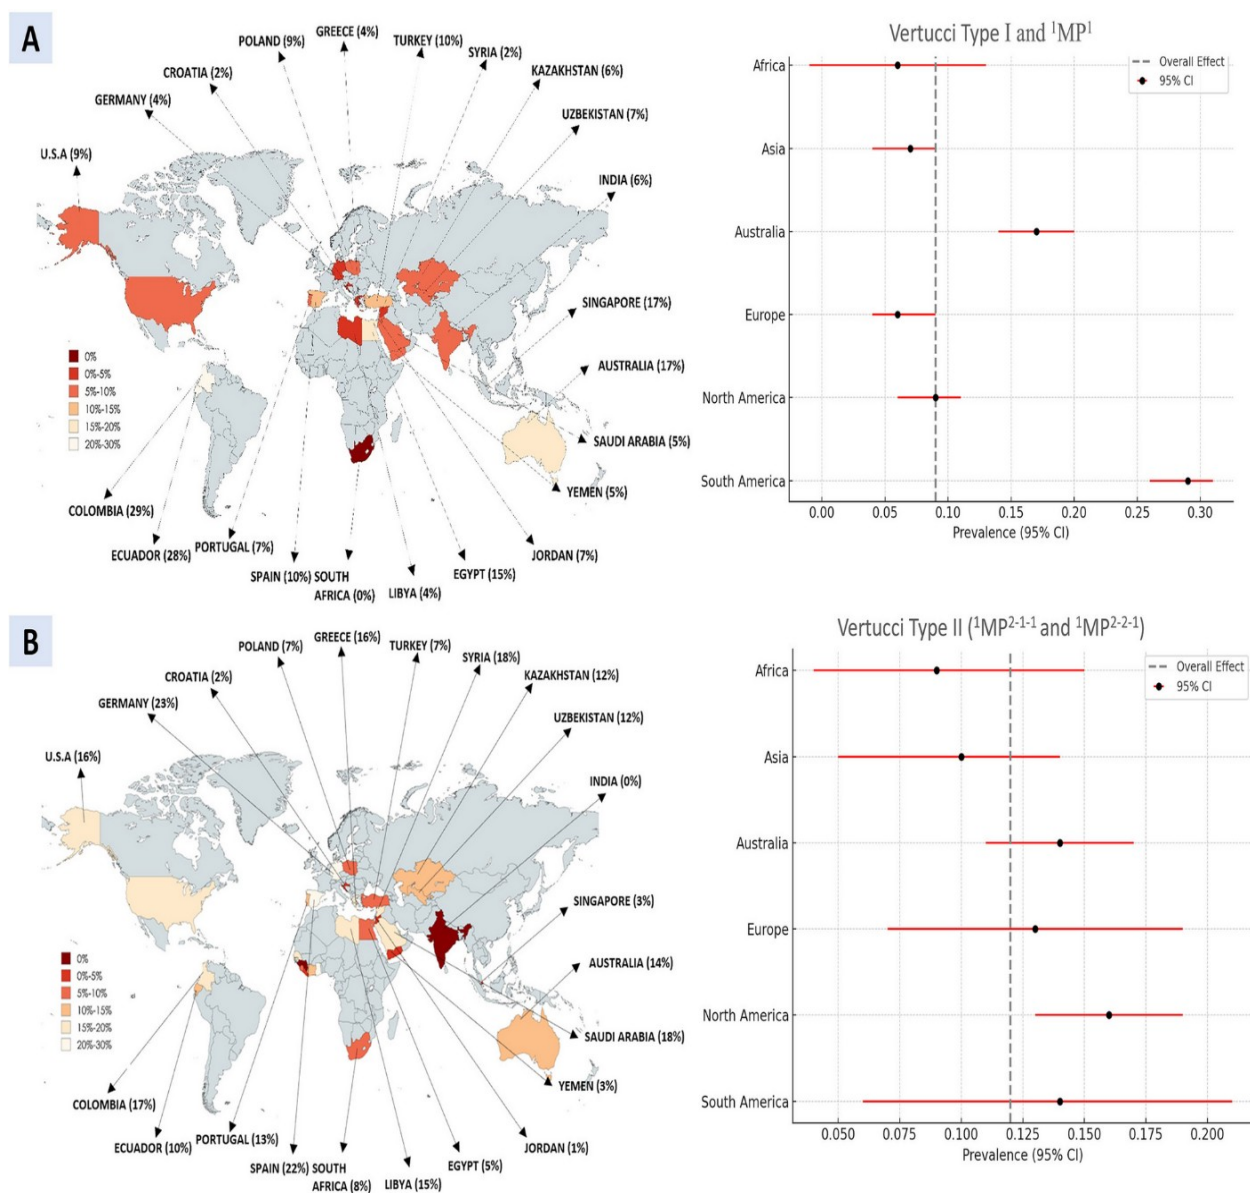 A
GREECE (4%)
POLAND (9%)
TURKEY (10%)
SYRIA (2%)
CROATIA (2%)
KAZAKHSTAN (6%)
GERMANY (4%)
UZBEKISTAN (7%)
U.S.A (9%)
INDIA (6%)
SINGAPORE (17%)
AUSTRALIA (17%)
SAUDI ARABIA (5%)
YEMEN (5%)
JORDAN (7%)
EGYPT (15%)
LIBYA (4%)
SOUTH
AFRICA (0%)
SPAIN (10%)
PORTUGAL (7%)
ECUADOR (28%)
COLOMBIA (29%)
0%
0%-5%
5%-10%
10%-15%
15%-20%
20%-30%
Vertucci Type I and ¹MP¹
Overall Effect
95% CI
Africa
Asia
Australia
Europe
North America
South America
0.00 0.05 0.10 0.15 0.20 0.25 0.30
Prevalence (95% CI)
B
GREECE (16%)
POLAND (7%)
TURKEY (7%)
SYRIA (18%)
CROATIA (2%)
KAZAKHSTAN (12%)
GERMANY (23%)
UZBEKISTAN (12%)
U.S.A (16%)
INDIA (0%)
SINGAPORE (3%)
AUSTRALIA (14%)
SAUDI ARABIA (18%)
YEMEN (3%)
JORDAN (1%)
EGYPT (5%)
LIBYA (15%)
SOUTH
AFRICA (8%)
SPAIN (22%)
PORTUGAL (13%)
ECUADOR (10%)
COLOMBIA (17%)
0%
0%-5%
5%-10%
10%-15%
15%-20%
20%-30%
Vertucci Type II (¹MP²⁻¹⁻¹ and ¹MP²⁻²⁻¹)
Overall Effect
95% CI
Africa
Asia
Australia
Europe
North America
South America
0.050 0.075 0.100 0.125 0.150 0.175 0.200
Prevalence (95% CI)